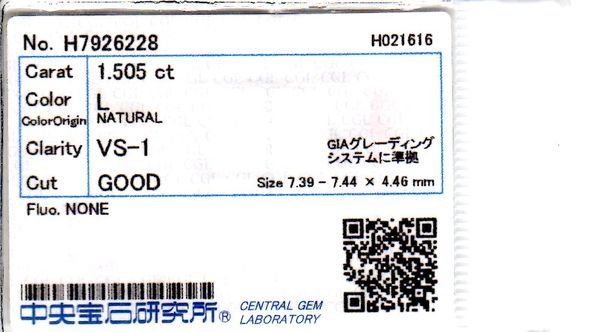 No. H7926228 H021616
Carat 1.505 ct
Color L
ColorOrigin NATURAL
Clarity VS-1 GIAグレーディング
システムに準拠
Cut GOOD Size 7.39 - 7.44 × 4.46 mm
Fluo. NONE
中央宝石研究所® CENTRAL GEM
LABORATORY